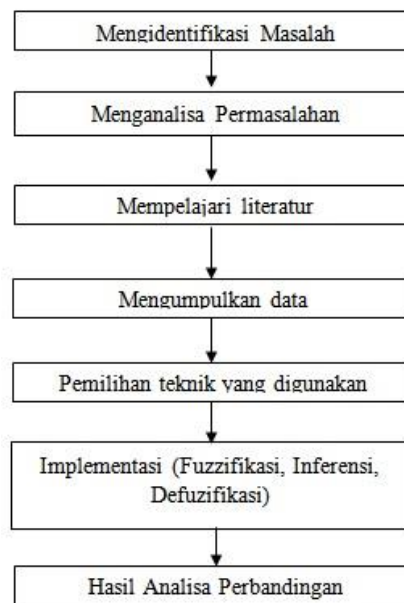 Mengidentifikasi Masalah
Menganalisa Permasalahan
Mempelajari literatur
Mengumpulkan data
Pemilihan teknik yang digunakan
Implementasi (Fuzzifikasi, Inferensi,
Defuzifikasi)
Hasil Analisa Perbandingan